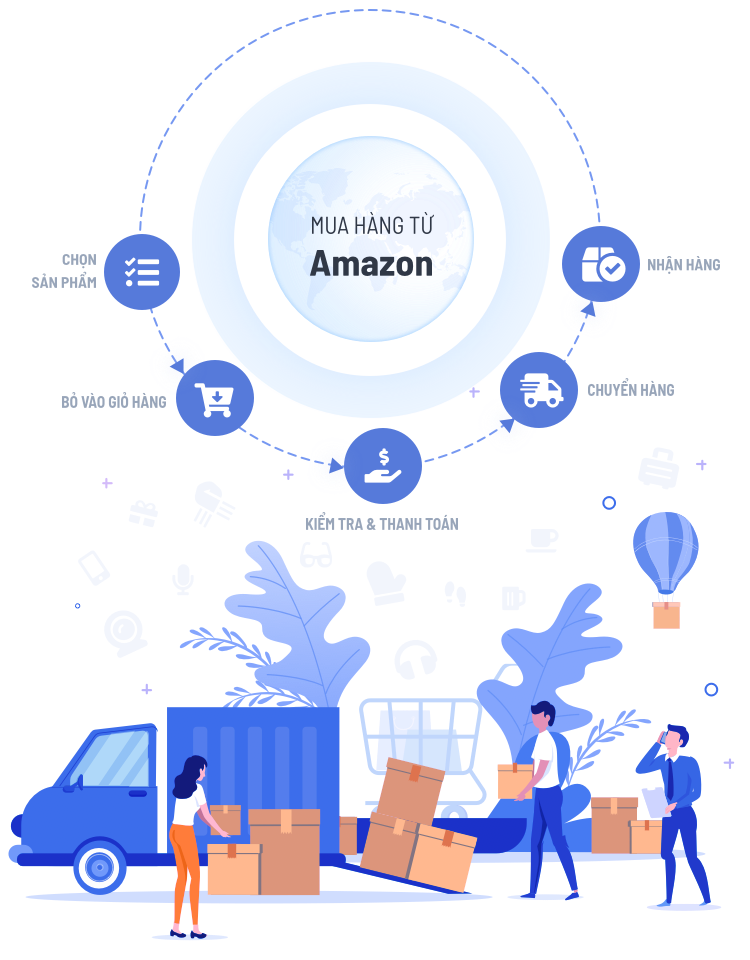 MUA HÀNG TỪ
Amazon
CHỌN
SẢN PHẨM
BỎ VÀO GIỎ HÀNG
KIỂM TRA & THANH TOÁN
CHUYỂN HÀNG
NHẬN HÀNG